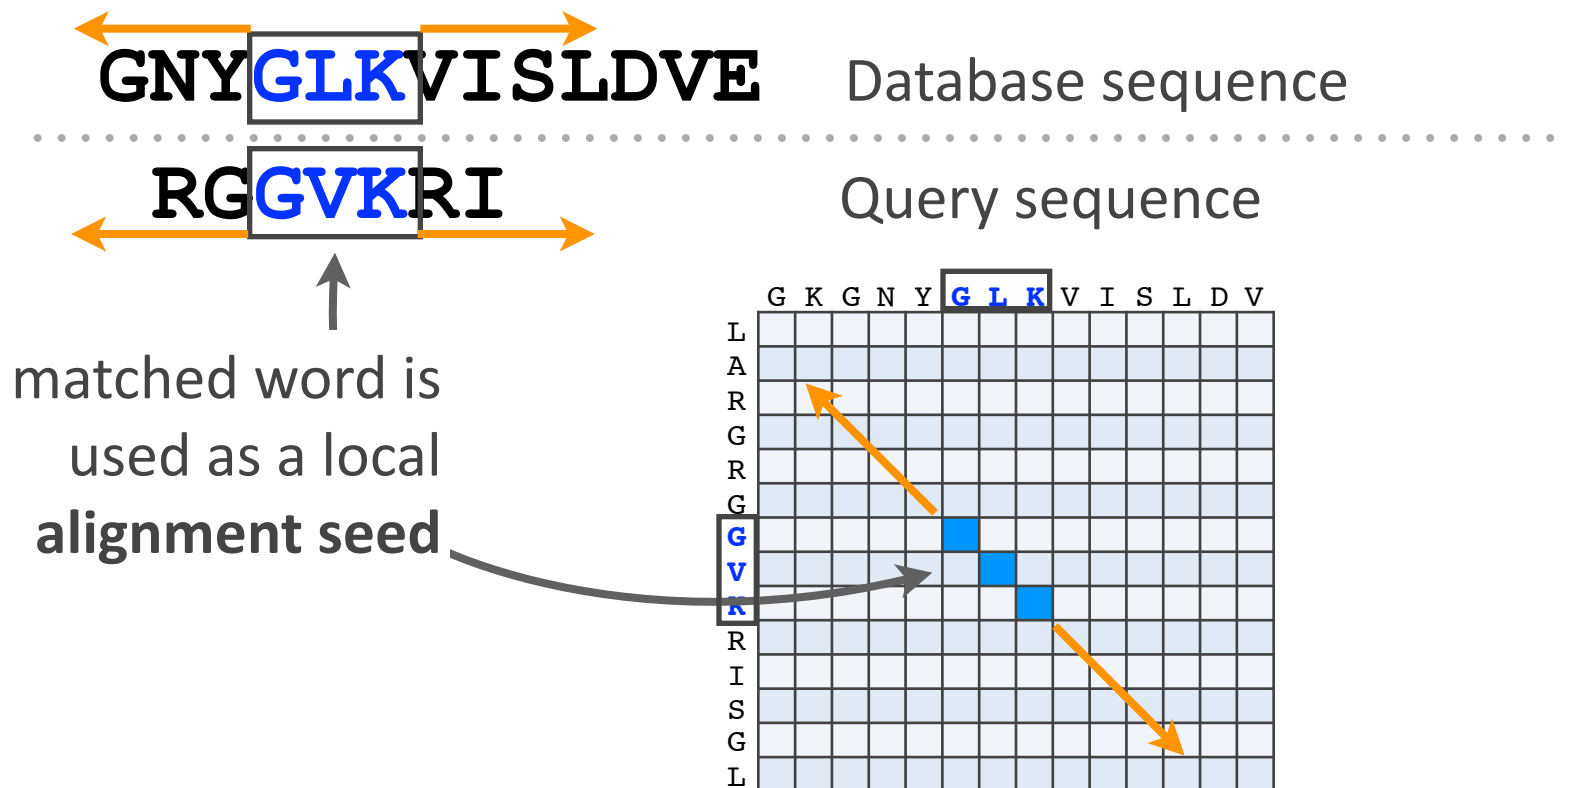 GNYGLKVISLDVE
Database sequence
RGGVKRI
Query sequence
matched word is
used as a local
alignment seed
G K G N Y G L K V I S L D V
L
A
R
G
R
G
G
V
K
R
I
S
G
L